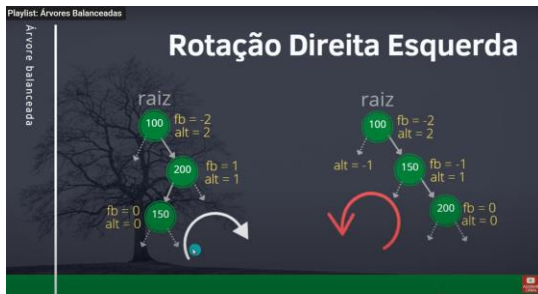 Playlist: Árvores Balanceadas
Árvore balanceada
Rotação Direita Esquerda
raiz
100
fb = -2
alt = 2
200
fb = 1
alt = 1
150
fb = 0
alt = 0
raiz
100
fb = -2
alt = 2
alt = -1
150
fb = -1
alt = 1
200
fb = 0
alt = 0